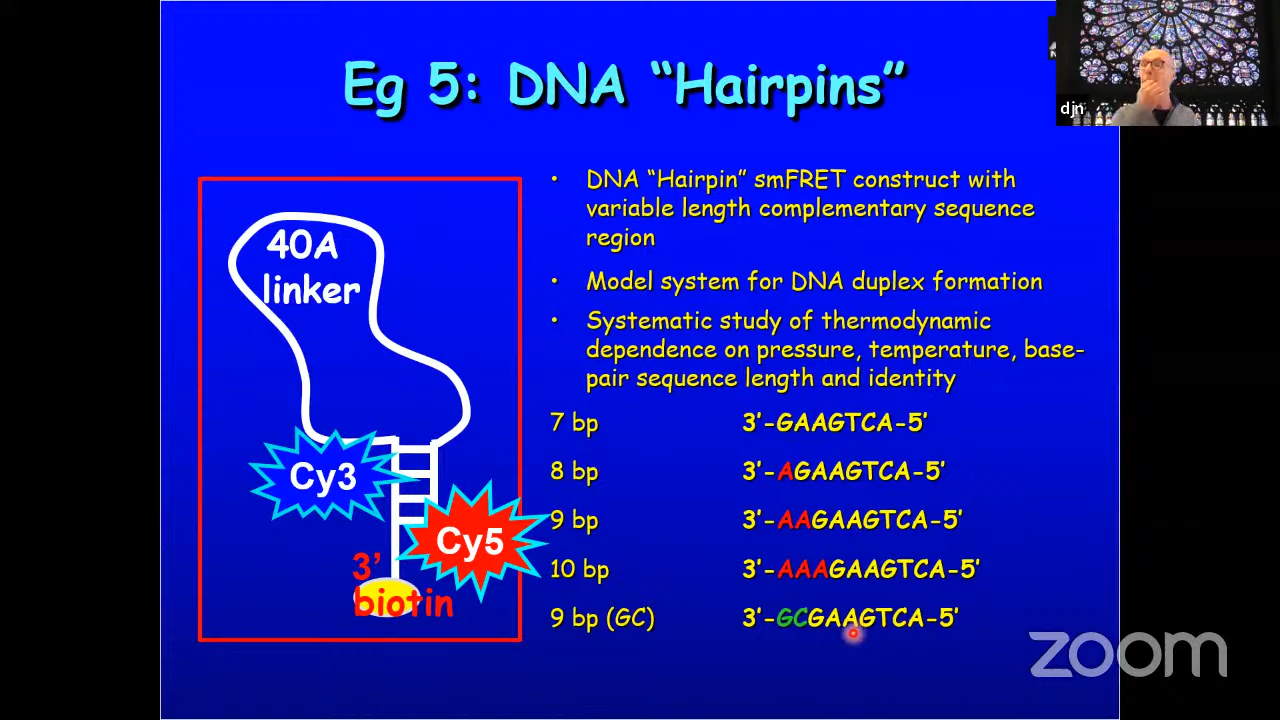 Eg 5: DNA “Hairpins”
djn
40A
linker
Cy3
Cy5
3’
biotin
• DNA “Hairpin” smFRET construct with
variable length complementary sequence
region
• Model system for DNA duplex formation
• Systematic study of thermodynamic
dependence on pressure, temperature, base-
pair sequence length and identity
7 bp 3’-GAAGTCA-5’
8 bp 3’-AGAAGTCA-5’
9 bp 3’-AAGAAGTCA-5’
10 bp 3’-AAAGAAGTCA-5’
9 bp (GC) 3’-GCGAAGTCA-5’
zoom